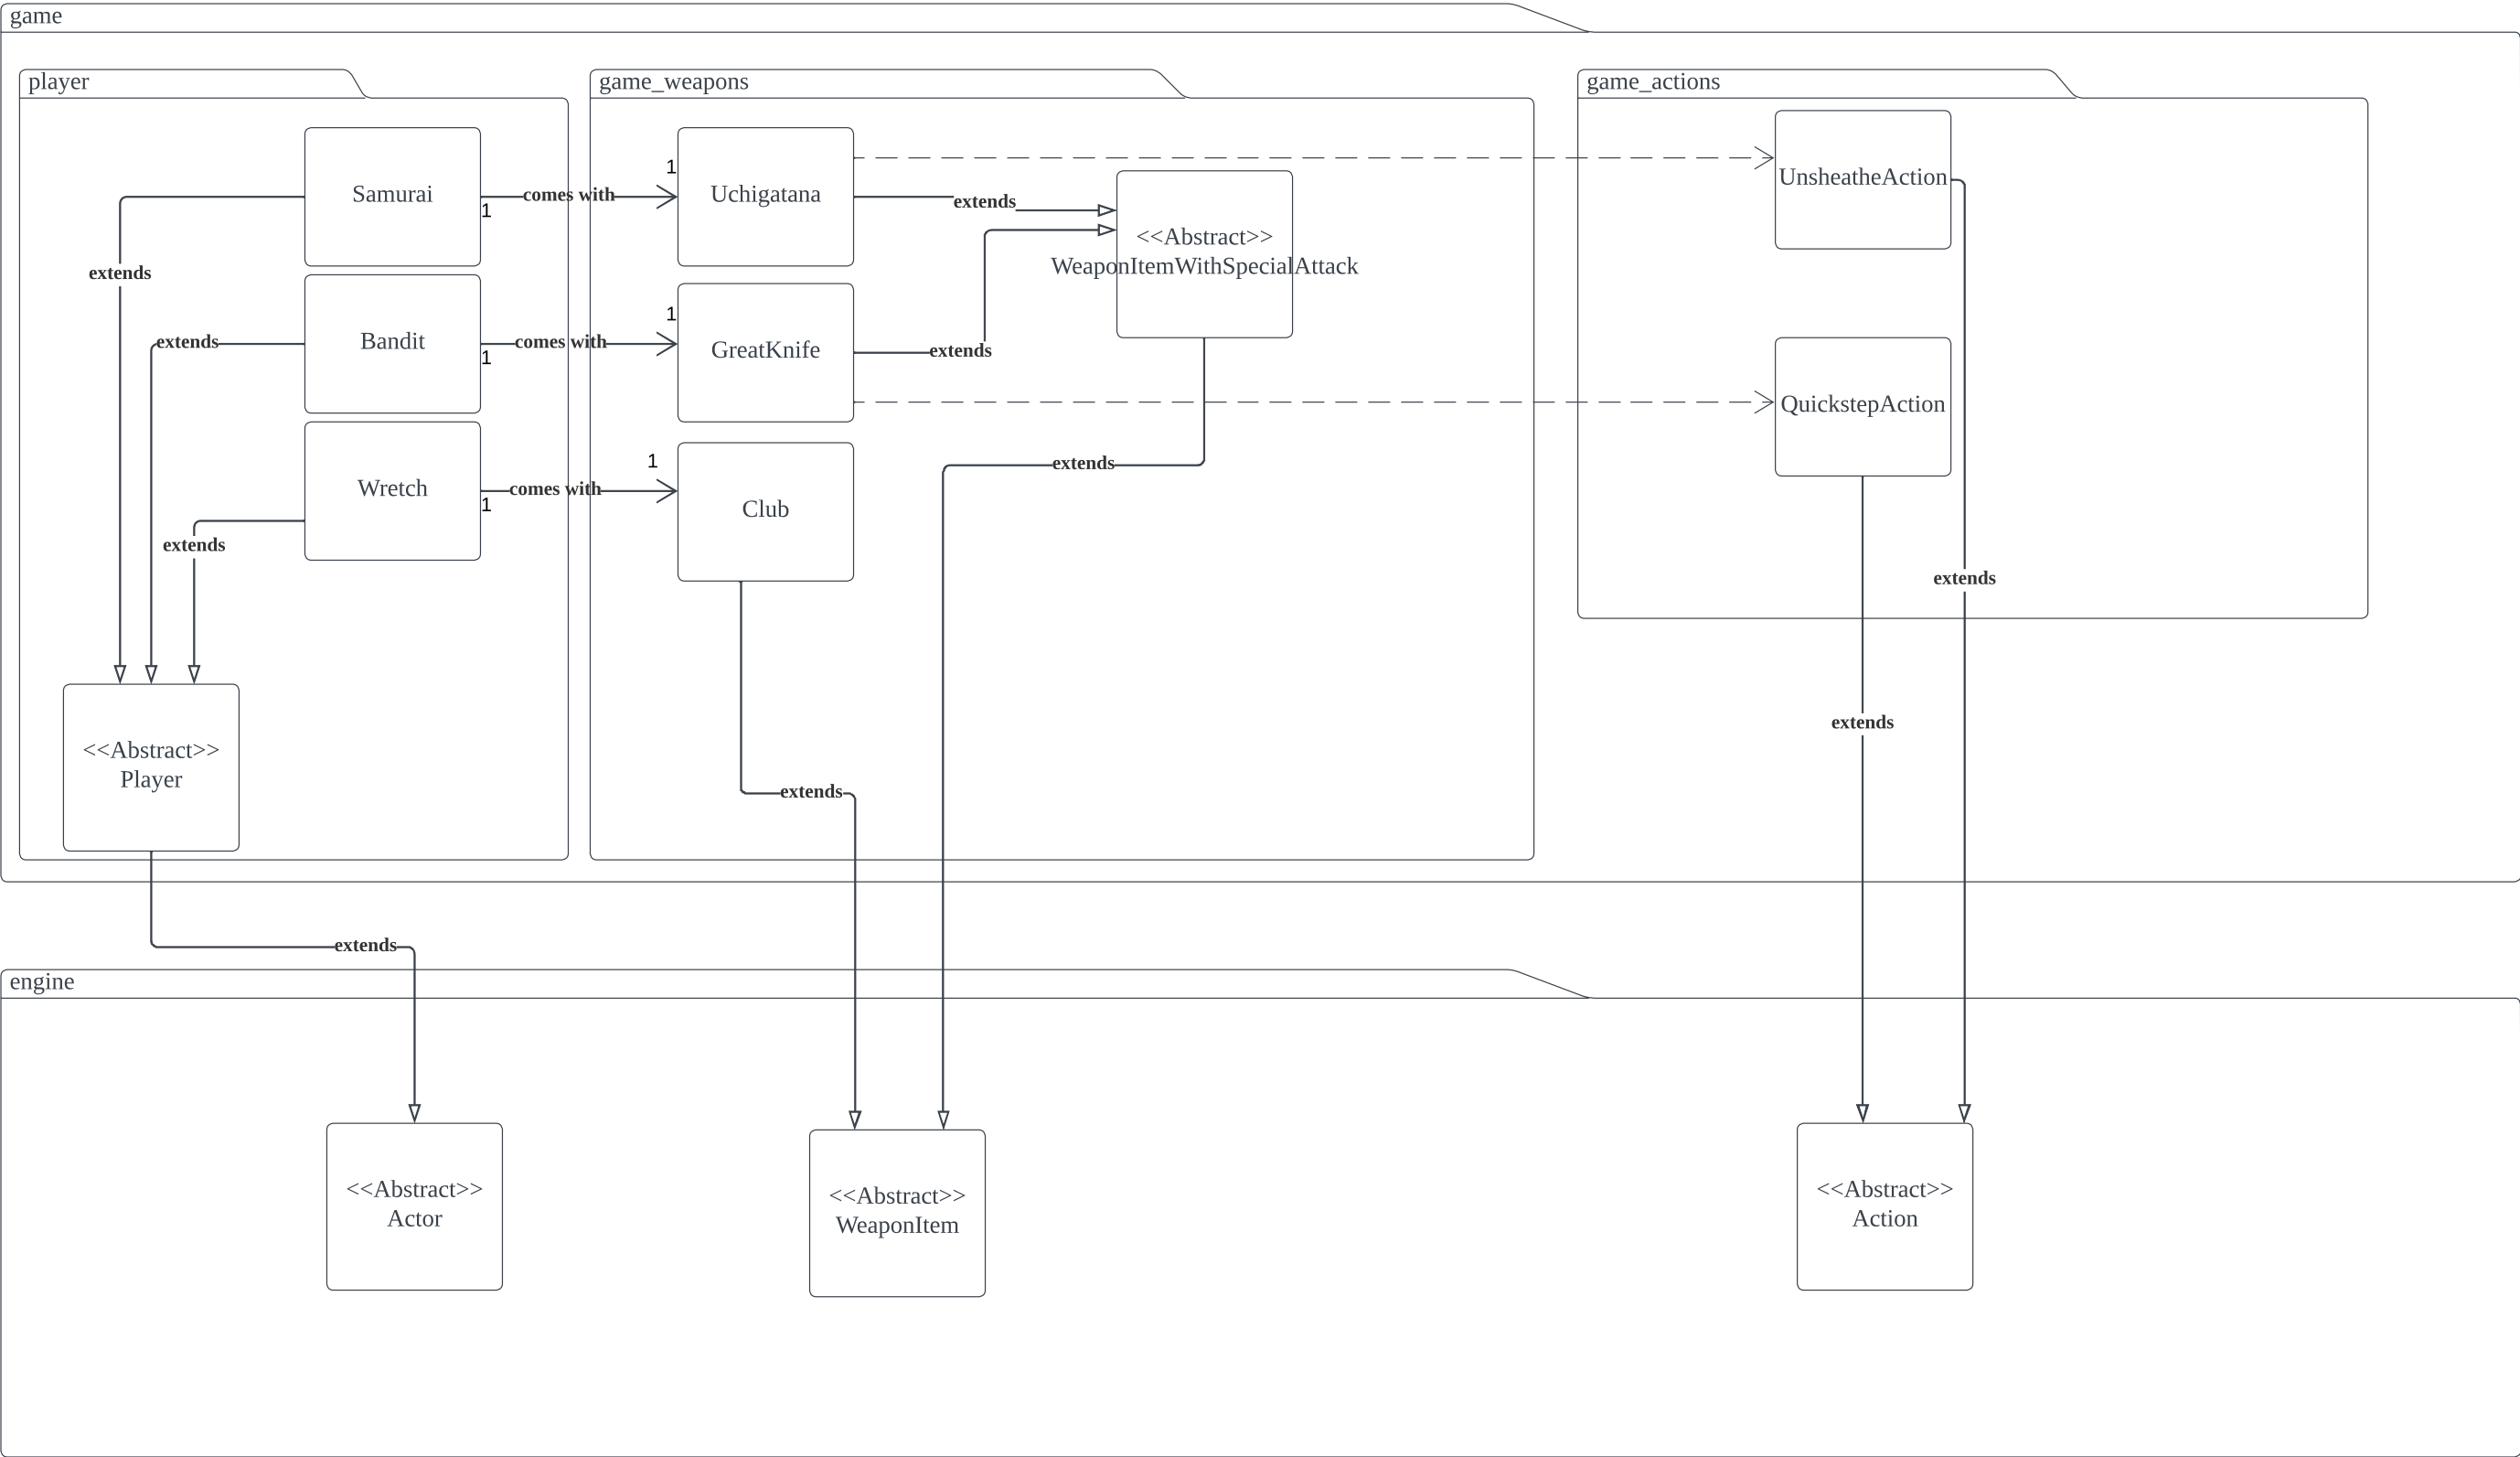 game
player
game_weapons
game_actions
Samurai
1
comes with
1
Uchigatana
extends
UnsheatheAction
<<Abstract>>
WeaponItemWithSpecialAttack
extends
Bandit
1
comes with
1
GreatKnife
extends
extends
QuickstepAction
Wretch
1
comes with
1
Club
extends
extends
extends
extends
<<Abstract>>
Player
extends
extends
engine
extends
<<Abstract>>
Actor
<<Abstract>>
WeaponItem
<<Abstract>>
Action